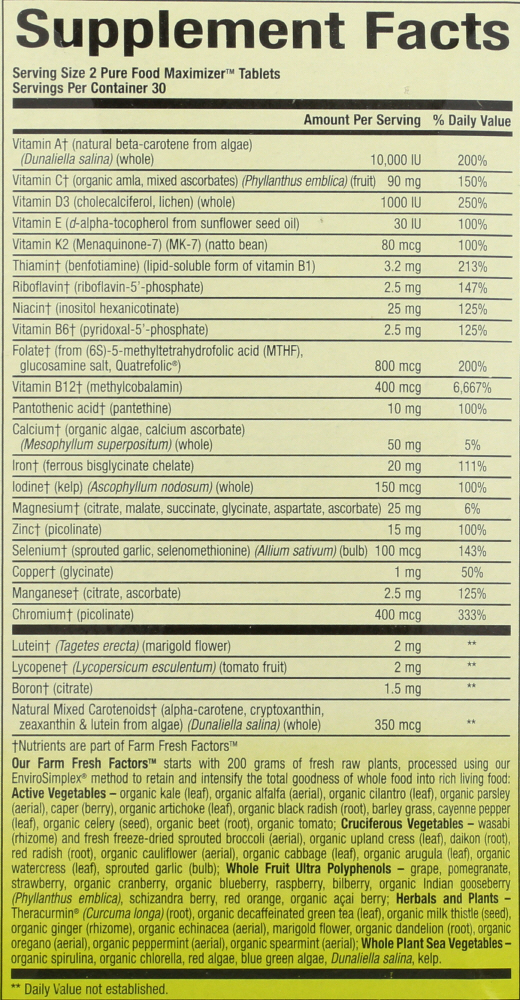 Supplement Facts
Serving Size 2 Pure Food Maximizer™ Tablets
Servings Per Container 30
Amount Per Serving % Daily Value
Vitamin A† (natural beta-carotene from algae)
(Dunaliella salina) (whole) 10,000 IU 200%
Vitamin C† (organic amla, mixed ascorbates) (Phyllanthus emblica) (fruit) 90 mg 150%
Vitamin D3 (cholecalciferol, lichen) (whole) 1000 IU 250%
Vitamin E (d-alpha-tocopherol from sunflower seed oil) 30 IU 100%
Vitamin K2 (Menaquinone-7) (MK-7) (natto bean) 80 mcg 100%
Thiamin† (benfotiamine) (lipid-soluble form of vitamin B1) 3.2 mg 213%
Riboflavin† (riboflavin-5'-phosphate) 2.5 mg 147%
Niacin† (inositol hexanicotinate) 25 mg 125%
Vitamin B6† (pyridoxal-5'-phosphate) 2.5 mg 125%
Folate† (from (6S)-5-methyltetrahydrofolic acid (MTHF),
glucosamine salt, Quatrefolic®) 800 mcg 200%
Vitamin B12† (methylcobalamin) 400 mcg 6,667%
Pantothenic acid† (pantethine) 10 mg 100%
Calcium† (organic algae, calcium ascorbate)
(Mesophyllum superpositum) (whole) 50 mg 5%
Iron† (ferrous bisglycinate chelate) 20 mg 111%
Iodine† (kelp) (Ascophyllum nodosum) (whole) 150 mcg 100%
Magnesium† (citrate, malate, succinate, glycinate, aspartate, ascorbate) 25 mg 6%
Zinc† (picolinate) 15 mg 100%
Selenium† (sprouted garlic, selenomethionine) (Allium sativum) (bulb) 100 mcg 143%
Copper† (glycinate) 1 mg 50%
Manganese† (citrate, ascorbate) 2.5 mg 125%
Chromium† (picolinate) 400 mcg 333%
Lutein† (Tagetes erecta) (marigold flower) 2 mg **
Lycopene† (Lycopersicum esculentum) (tomato fruit) 2 mg **
Boron† (citrate) 1.5 mg **
Natural Mixed Carotenoids† (alpha-carotene, cryptoxanthin,
zeaxanthin & lutein from algae) (Dunaliella salina) (whole) 350 mcg **
†Nutrients are part of Farm Fresh Factors™
Our Farm Fresh Factors™ starts with 200 grams of fresh raw plants, processed using our
EnviroSimplex® method to retain and intensify the total goodness of whole food into rich living food:
Active Vegetables – organic kale (leaf), organic alfalfa (aerial), organic cilantro (leaf), organic parsley
(aerial), caper (berry), organic artichoke (leaf), organic black radish (root), barley grass, cayenne pepper
(leaf), organic celery (seed), organic beet (root), organic tomato; Cruciferous Vegetables – wasabi
(rhizome) and fresh freeze-dried sprouted broccoli (aerial), organic upland cress (leaf), daikon (root),
red radish (root), organic cauliflower (aerial), organic cabbage (leaf), organic arugula (leaf), organic
watercress (leaf), sprouted garlic (bulb); Whole Fruit Ultra Polyphenols – grape, pomegranate,
strawberry, organic cranberry, organic blueberry, raspberry, bilberry, organic Indian gooseberry
(Phyllanthus emblica), schizandra berry, red orange, organic açai berry; Herbals and Plants –
Theracurmin® (Curcuma longa) (root), organic decaffeinated green tea (leaf), organic milk thistle (seed),
organic ginger (rhizome), organic echinacea (aerial), marigold flower, organic dandelion (root), organic
oregano (aerial), organic peppermint (aerial), organic spearmint (aerial); Whole Plant Sea Vegetables –
organic spirulina, organic chlorella, red algae, blue green algae, Dunaliella salina, kelp.
** Daily Value not established.